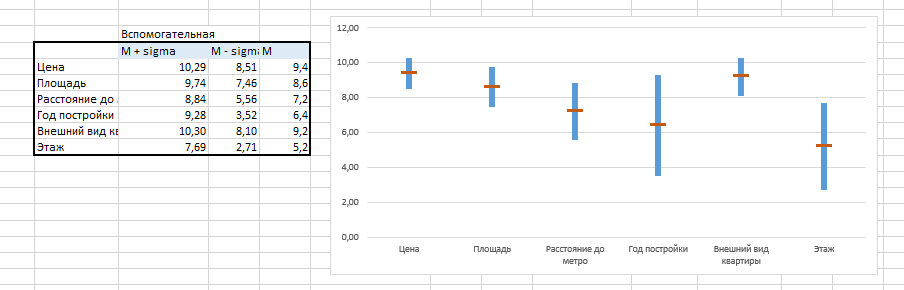 Вспомогательная
M + sigma M - sigm M
Цена 10,29 8,51 9,4
Площадь 9,74 7,46 8,6
Расстояние до 8,84 5,56 7,2
Год постройки 9,28 3,52 6,4
Внешний вид кв 10,30 8,10 9,2
Этаж 7,69 2,71 5,2
12,00
10,00
8,00
6,00
4,00
2,00
0,00
Цена Площадь Расстояние до метро Год постройки Внешний вид квартиры Этаж